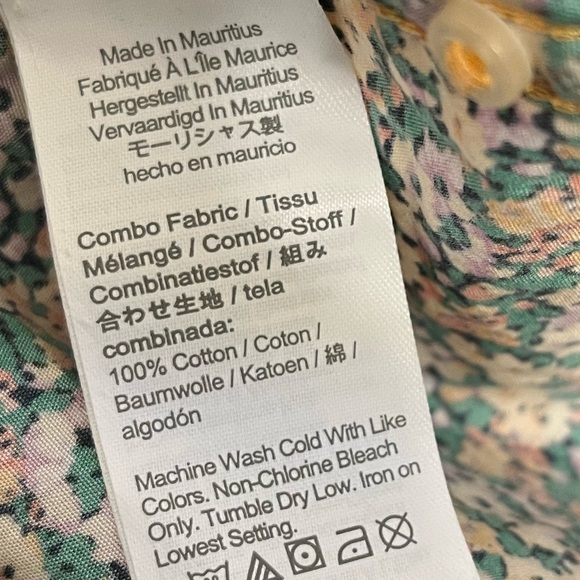 Made In Mauritius
Fabriqué À L'Île Maurice
Hergestellt In Mauritius
Vervaardigd In Mauritius
モーリシャス製
hecho en mauricio
Combo Fabric / Tissu
Mélangé / Combo-Stoff /
Combinatiestof / 組み
合わせ生地 / tela
combinada:
100% Cotton / Coton /
Baumwolle / Katoen / 綿 /
algodón
Machine Wash Cold With Like
Colors. Non-Chlorine Bleach
Only. Tumble Dry Low. Iron on
Lowest Setting.